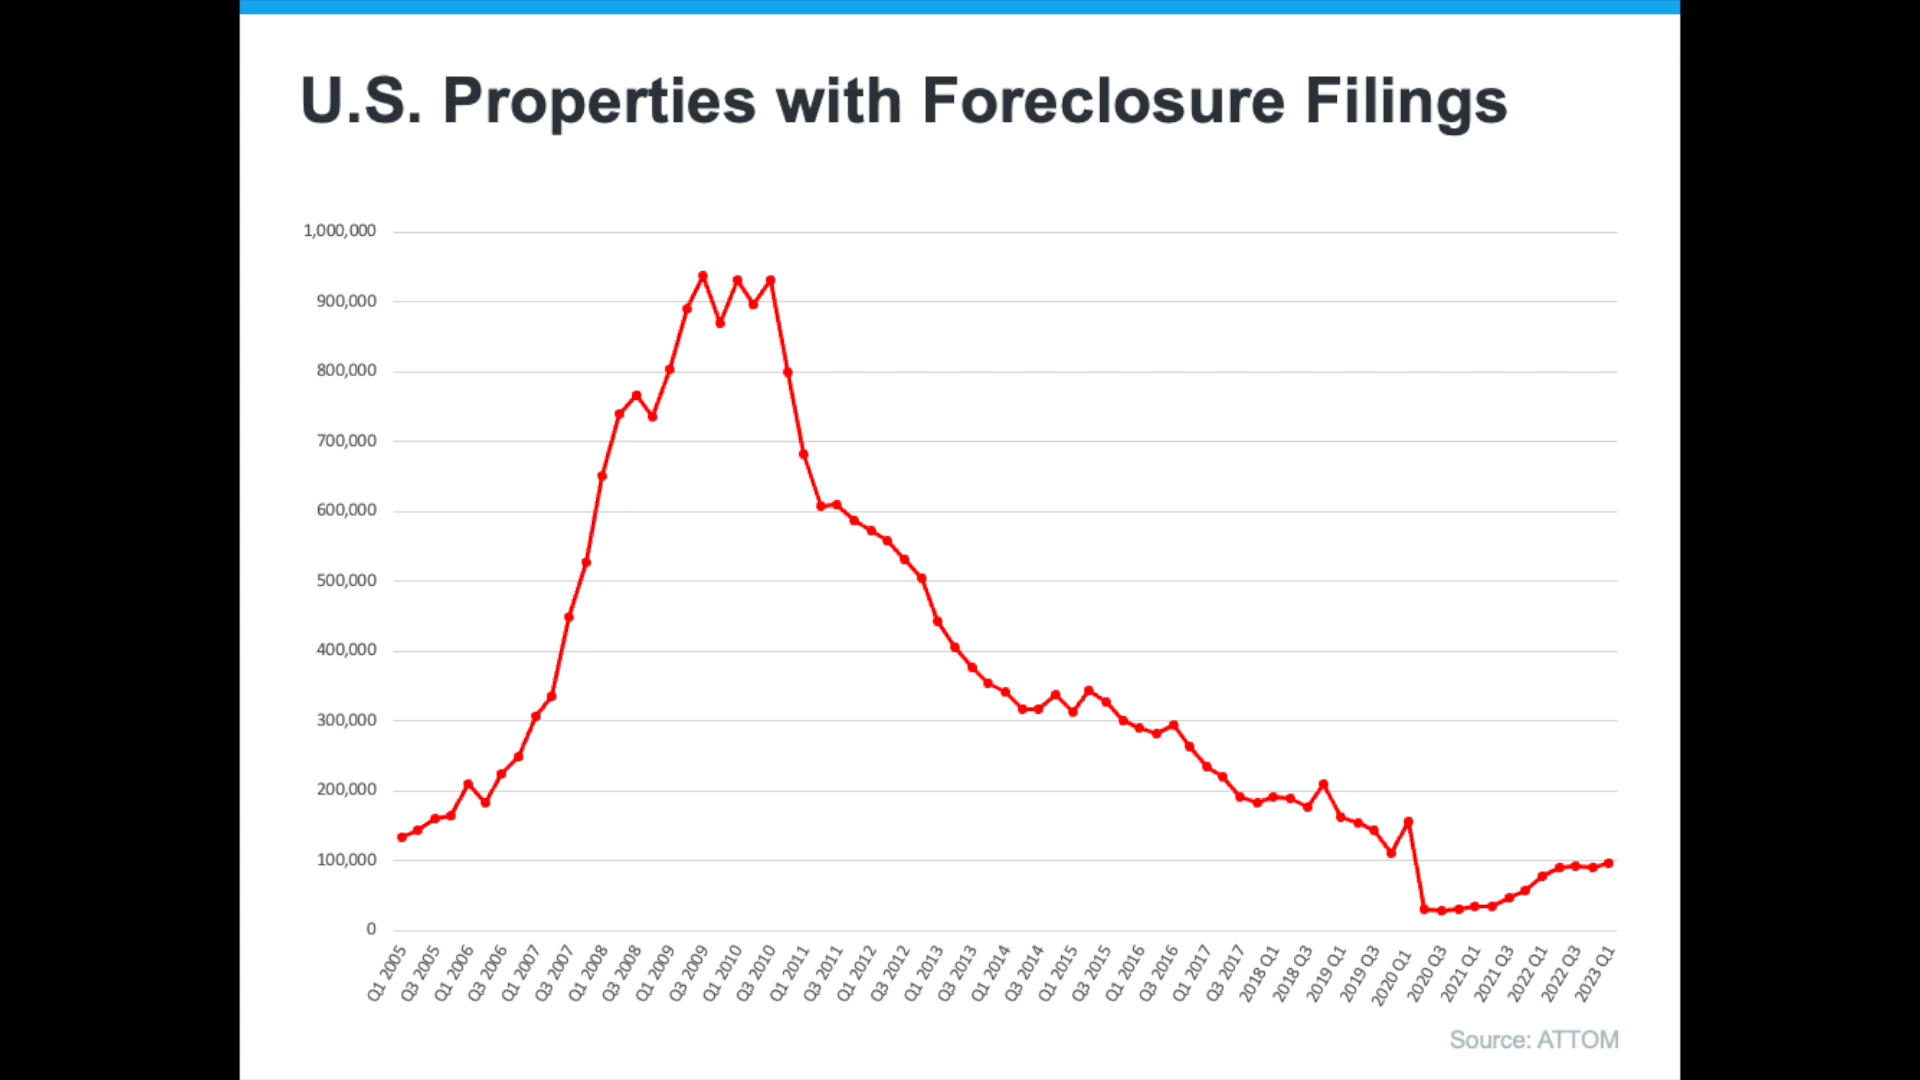 U.S. Properties with Foreclosure Filings
1,000,000
900,000
800,000
700,000
600,000
500,000
400,000
300,000
200,000
100,000
0
Q1 2005
Q3 2005
Q1 2006
Q3 2006
Q1 2007
Q3 2007
Q1 2008
Q3 2008
Q1 2009
Q3 2009
Q1 2010
Q3 2010
Q1 2011
Q3 2011
Q1 2012
Q3 2012
Q1 2013
Q3 2013
Q1 2014
Q3 2014
Q1 2015
Q3 2015
Q1 2016
Q3 2016
Q1 2017
Q3 2017
2018 Q1
2018 Q3
2019 Q1
2019 Q3
2020 Q1
2020 Q3
2021 Q1
2021 Q3
2022 Q1
2022 Q3
2023 Q1
Source: ATTOM